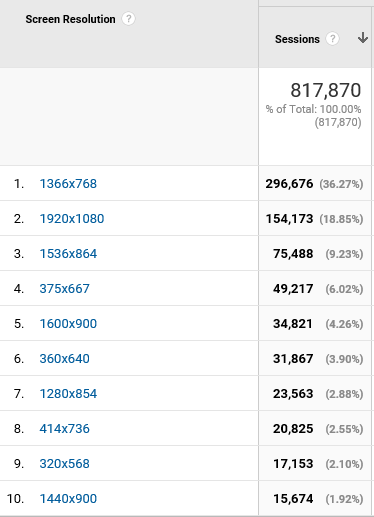 Screen Resolution ?
Sessions ? ↓
817,870
% of Total: 100.00%
(817,870)
1. 1366x768 296,676 (36.27%)
2. 1920x1080 154,173 (18.85%)
3. 1536x864 75,488 (9.23%)
4. 375x667 49,217 (6.02%)
5. 1600x900 34,821 (4.26%)
6. 360x640 31,867 (3.90%)
7. 1280x854 23,563 (2.88%)
8. 414x736 20,825 (2.55%)
9. 320x568 17,153 (2.10%)
10. 1440x900 15,674 (1.92%)